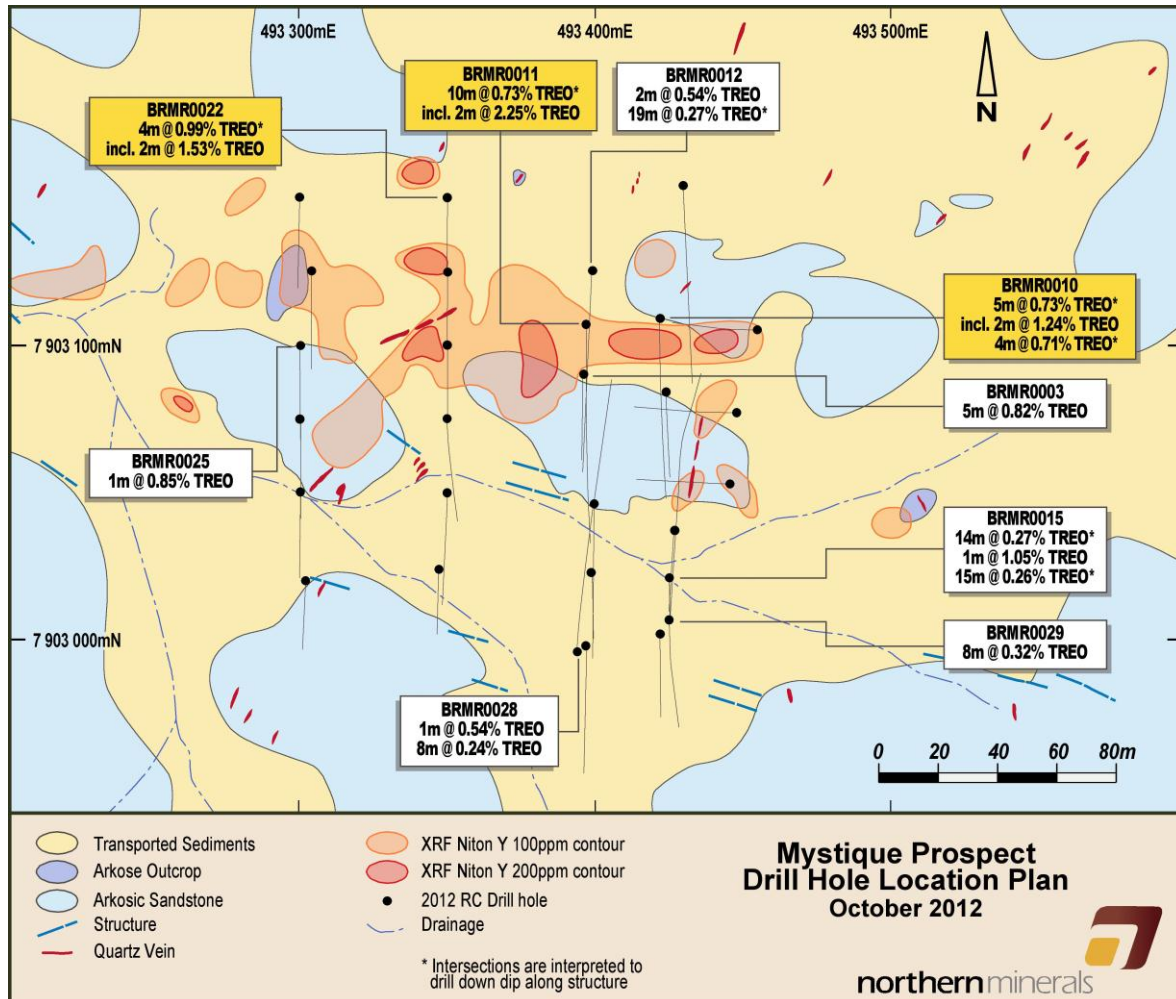 493 300mE
493 400mE
493 500mE
BRMR0022
4m @ 0.99% TREO*
incl. 2m @ 1.53% TREO
BRMR0011
10m @ 0.73% TREO*
incl. 2m @ 2.25% TREO
BRMR0012
2m @ 0.54% TREO
19m @ 0.27% TREO*
N
BRMR0010
5m @ 0.73% TREO*
incl. 2m @ 1.24% TREO
4m @ 0.71% TREO*
7 903 100mN
BRMR0003
5m @ 0.82% TREO
BRMR0025
1m @ 0.85% TREO
BRMR0015
14m @ 0.27% TREO*
1m @ 1.05% TREO
15m @ 0.26% TREO*
7 903 000mN
BRMR0029
8m @ 0.32% TREO
BRMR0028
1m @ 0.54% TREO
8m @ 0.24% TREO
0 20 40 60 80m
Transported Sediments
Arkose Outcrop
Arkosic Sandstone
Structure
Quartz Vein
XRF Niton Y 100ppm contour
XRF Niton Y 200ppm contour
2012 RC Drill hole
Drainage
* Intersections are interpreted to
drill down dip along structure
Mystique Prospect
Drill Hole Location Plan
October 2012
northernminerals